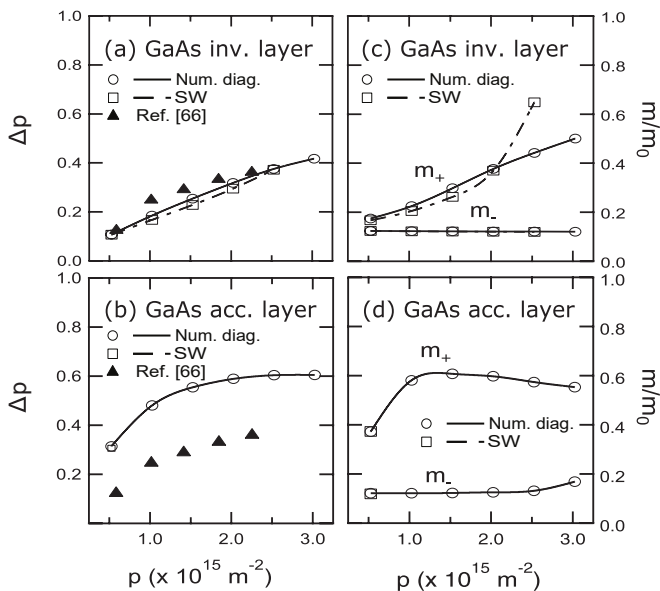 (a) GaAs inv. layer
Num. diag.
SW
Ref. [66]
Δp
1.0
0.8
0.6
0.4
0.2
0.0
(c) GaAs inv. layer
Num. diag.
SW
m+
m-
m/m0
1.0
0.8
0.6
0.4
0.2
0.0
(b) GaAs acc. layer
Num. diag.
SW
Ref. [66]
Δp
1.0
0.8
0.6
0.4
0.2
1.0
2.0
3.0
p (x 10^15 m^-2)
(d) GaAs acc. layer
m+
Num. diag.
SW
m-
m/m0
1.0
0.8
0.6
0.4
0.2
0.0
1.0
2.0
3.0
p (x 10^15 m^-2)